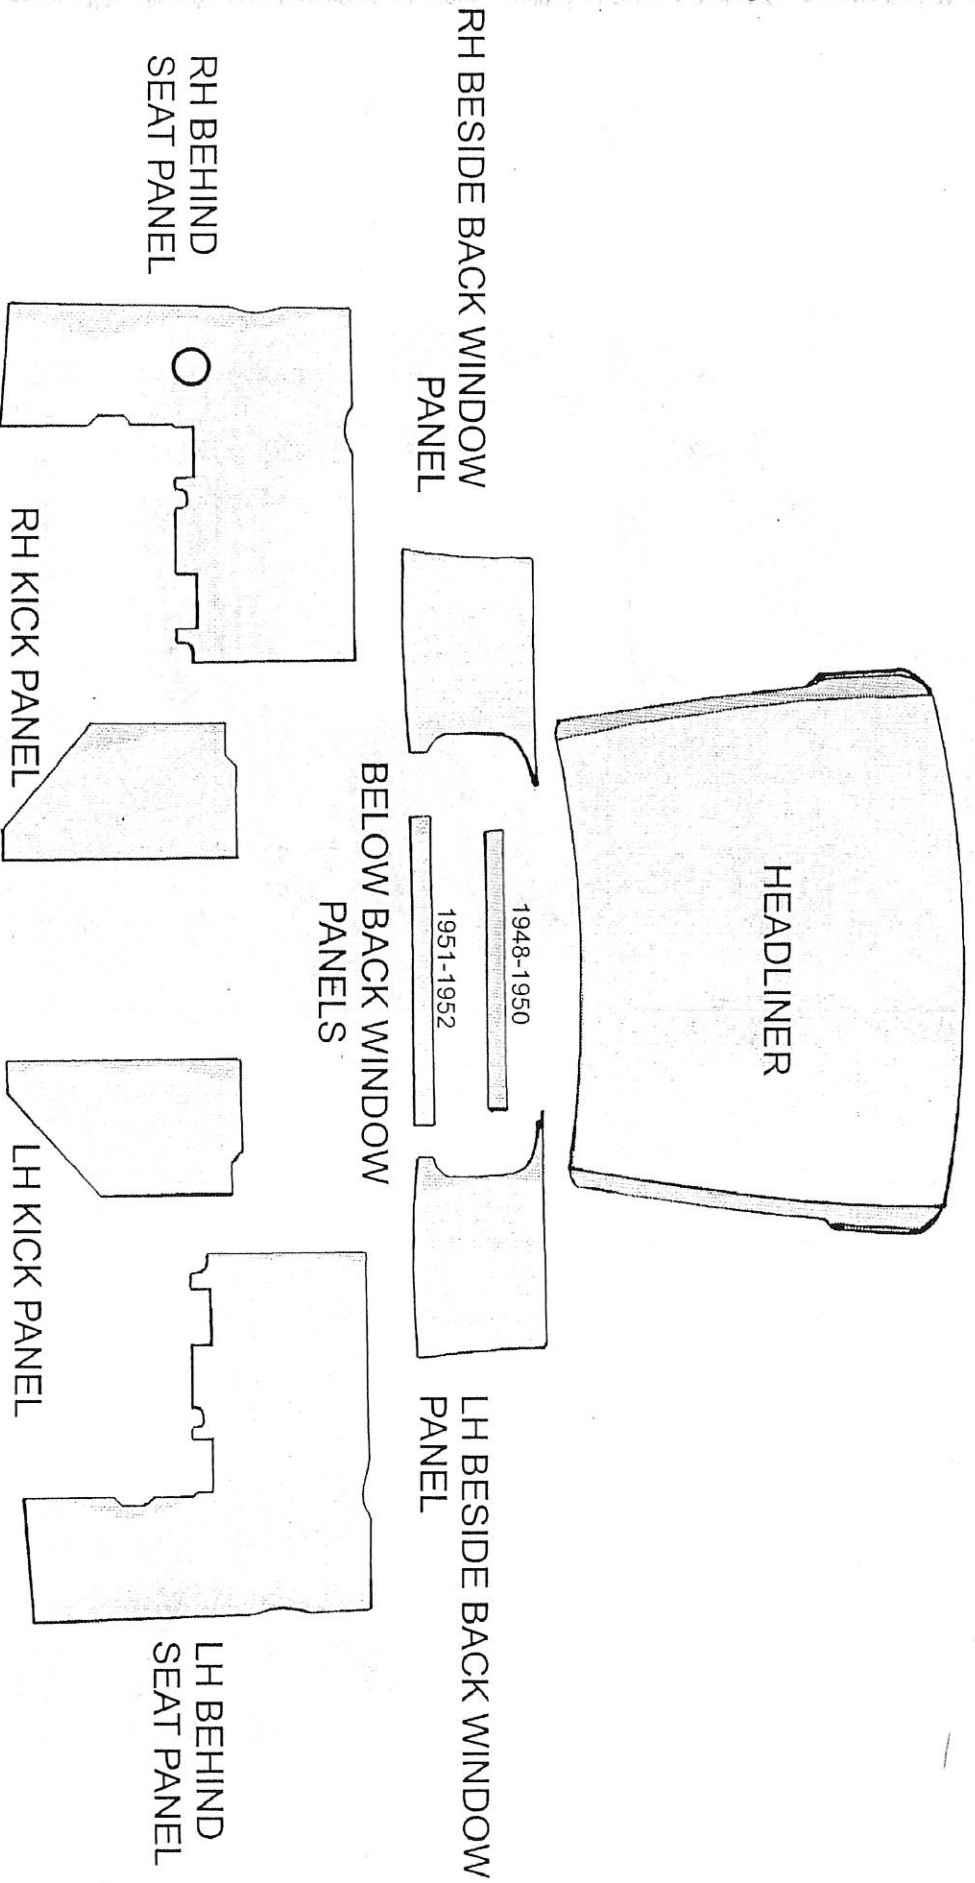 HEADLINER
RH BESIDE BACK WINDOW
PANEL
1948-1950
1951-1952
BELOW BACK WINDOW
PANELS
LH BESIDE BACK WINDOW
PANEL
RH BEHIND
SEAT PANEL
RH KICK PANEL
LH KICK PANEL
LH BEHIND
SEAT PANEL